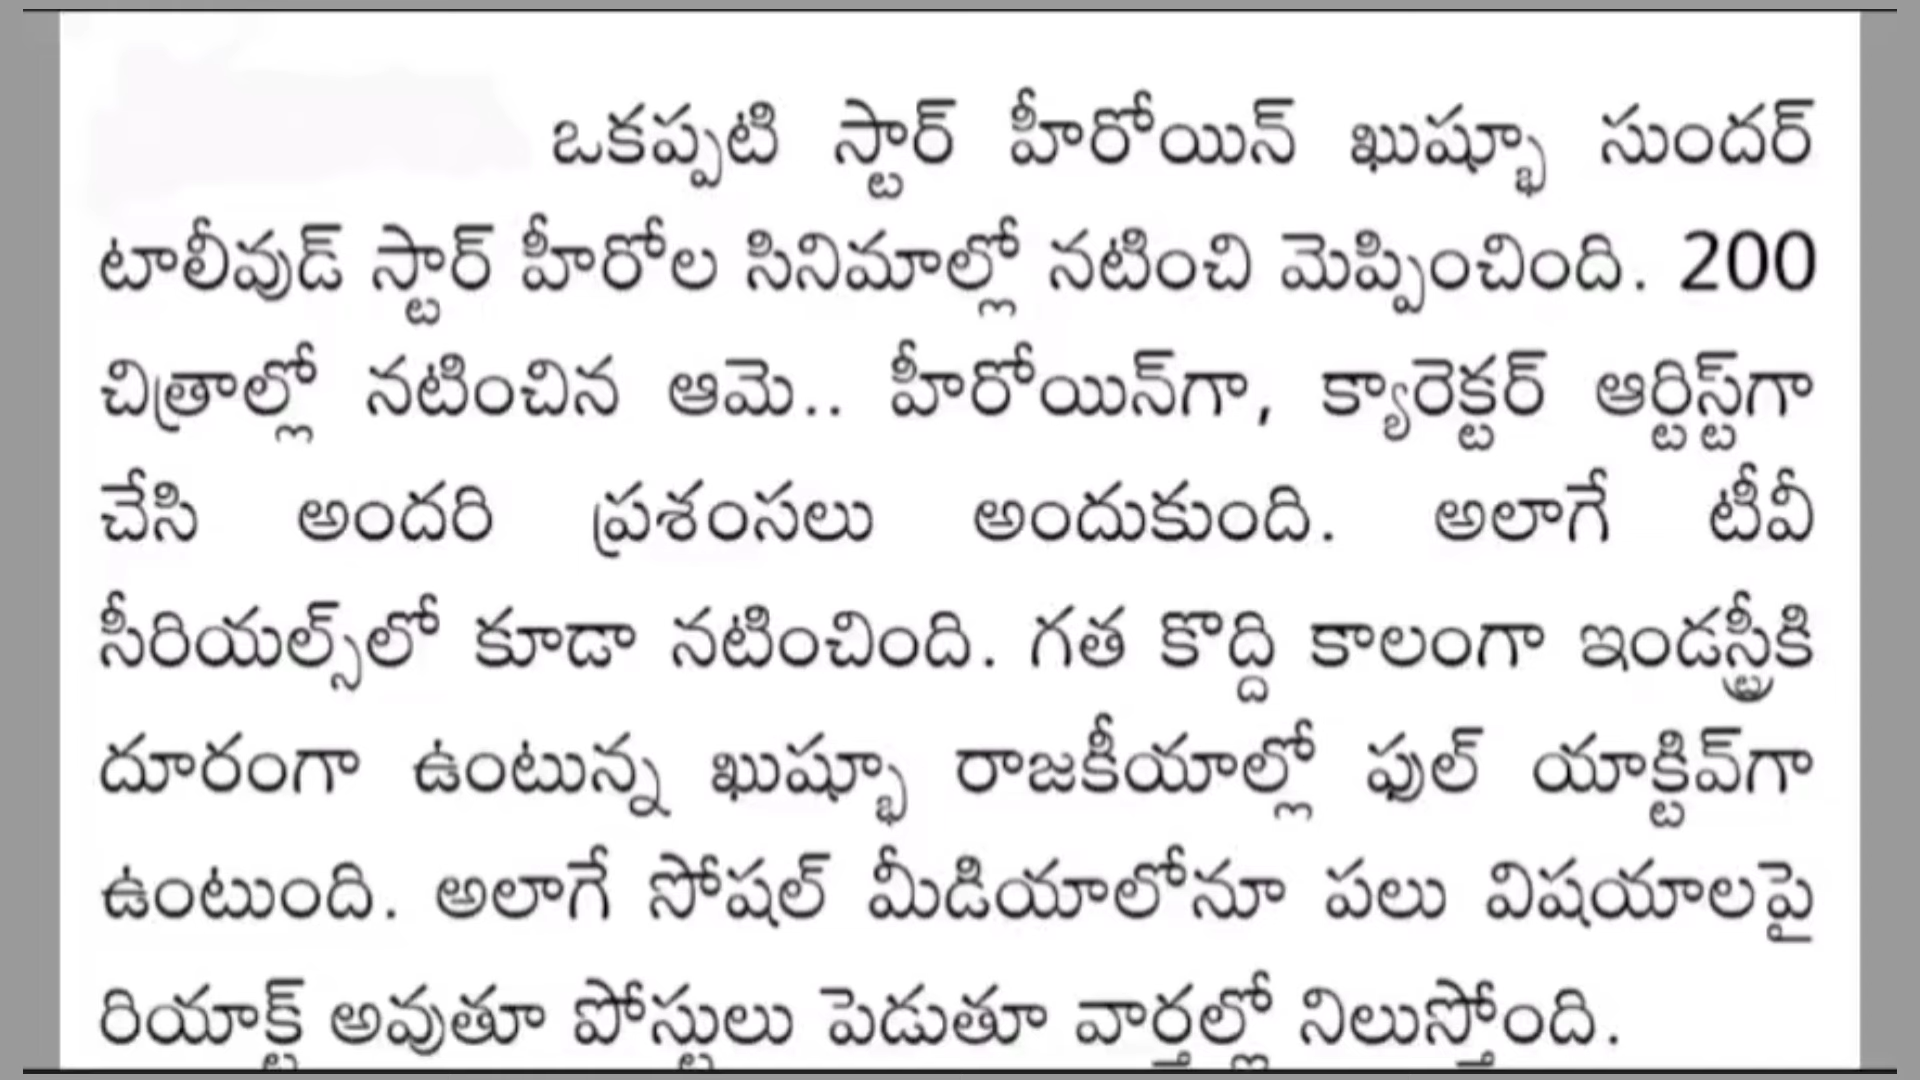 ఒకప్పటి స్టార్ హీరోయిన్ ఖుష్బూ సుందర్
టాలీవుడ్ స్టార్ హీరోల సినిమాల్లో నటించి మెప్పించింది. 200
చిత్రాల్లో నటించిన ఆమె.. హీరోయిన్‌గా, క్యారెక్టర్ ఆర్టిస్ట్‌గా
చేసి అందరి ప్రశంసలు అందుకుంది. అలాగే టీవీ
సీరియల్స్‌లో కూడా నటించింది. గత కొద్ది కాలంగా ఇండస్ట్రీకి
దూరంగా ఉంటున్న ఖుష్బూ రాజకీయాల్లో ఫుల్ యాక్టివ్‌గా
ఉంటుంది. అలాగే సోషల్ మీడియాలోనూ పలు విషయాలపై
రియాక్ట్ అవుతూ పోస్టులు పెడుతూ వార్తల్లో నిలుస్తోంది.